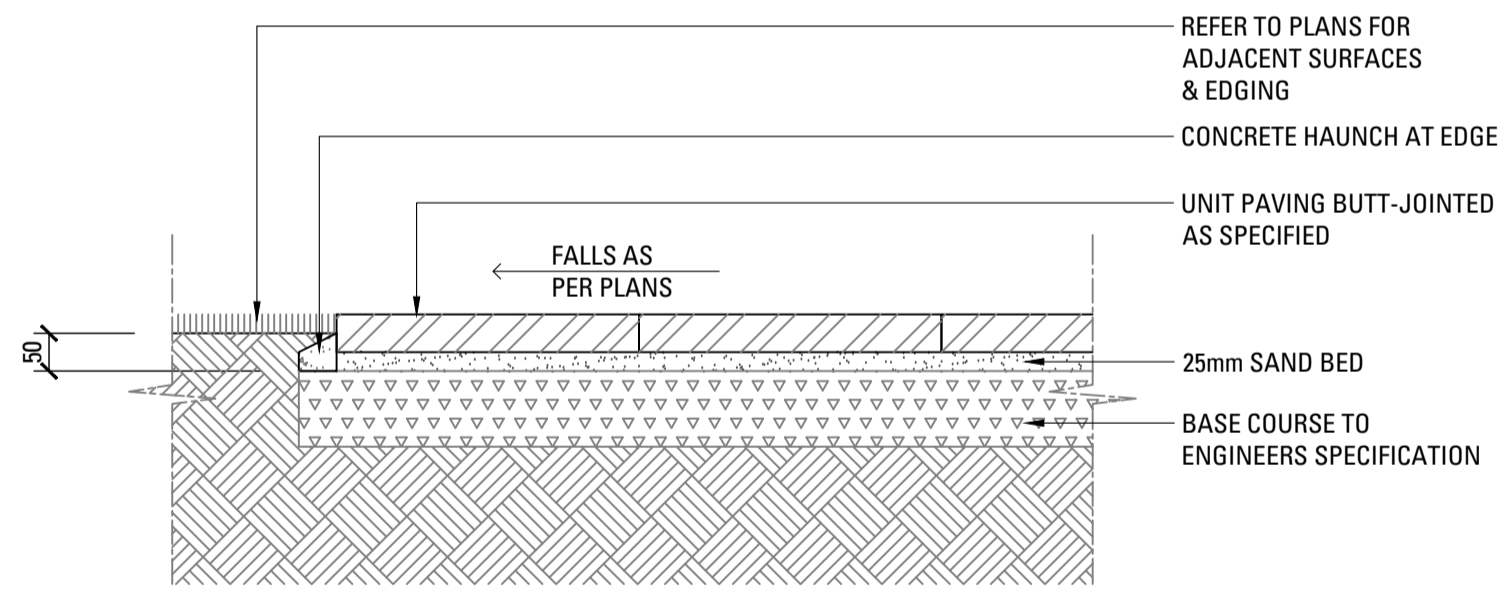 REFER TO PLANS FOR
ADJACENT SURFACES
& EDGING
CONCRETE HAUNCH AT EDGE
UNIT PAVING BUTT-JOINTED
AS SPECIFIED
FALLS AS
PER PLANS
50
25mm SAND BED
BASE COURSE TO
ENGINEERS SPECIFICATION